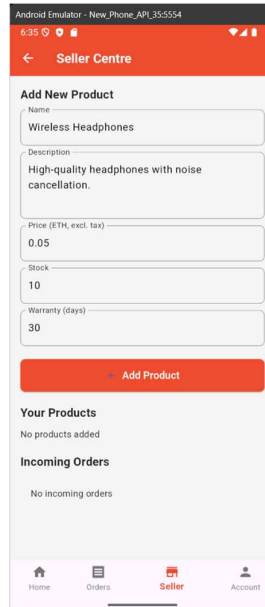 Android Emulator - New_Phone_API_35:5554
6:35
Seller Centre
Add New Product
Name
Wireless Headphones
Description
High-quality headphones with noise
cancellation.
Price (ETH, excl. tax)
0.05
Stock
10
Warranty (days)
30
+ Add Product
Your Products
No products added
Incoming Orders
No incoming orders
Home Orders Seller Account